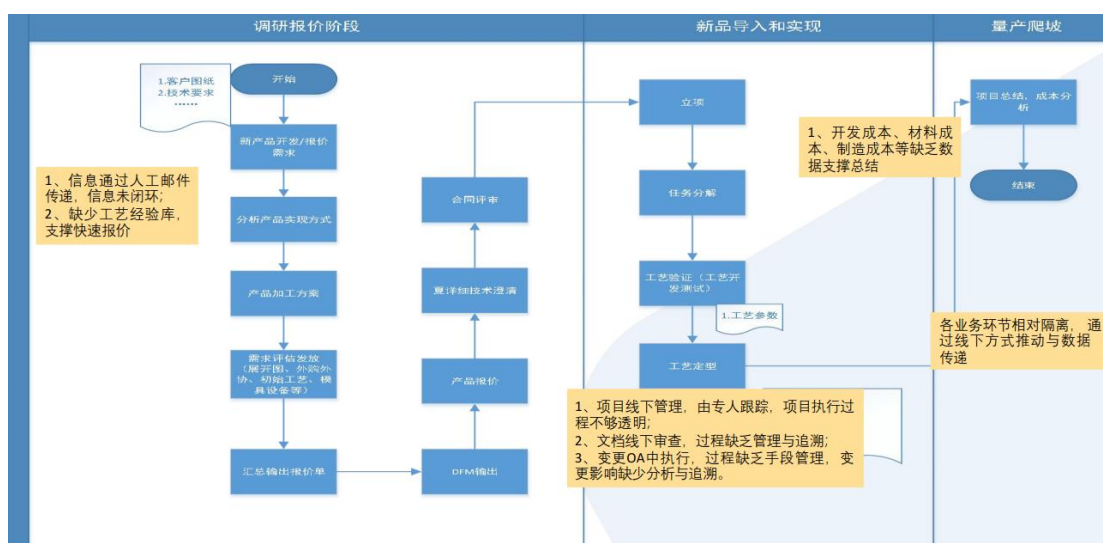 调研报价阶段
新品导入和实现
量产爬坡
1.客户图纸
2.技术要求
......
开始
新产品开发/报价
需求
1、信息通过人工邮件
传递，信息未闭环；
2、缺少工艺经验库，
支撑快速报价
分析产品实现方式
产品加工方案
需求评估发放
（展开图、外购外
协、初始工艺、模
具设备等）
汇总输出报价单
合同评审
夏详细技术澄清
产品报价
DFM输出
立项
任务分解
工艺验证（工艺开
发测试）
1.工艺参数
工艺定型
1、项目线下管理，由专人跟踪，项目执行过
程不够透明；
2、文档线下审查，过程缺乏管理与追溯；
3、变更OA中执行，过程缺乏手段管理，变
更影响缺少分析与追溯。
1、开发成本、材料成
本、制造成本等缺乏数
据支撑总结
项目总结，成本分
析
结束
各业务环节相对隔离，通
过线下方式推动与数据
传递